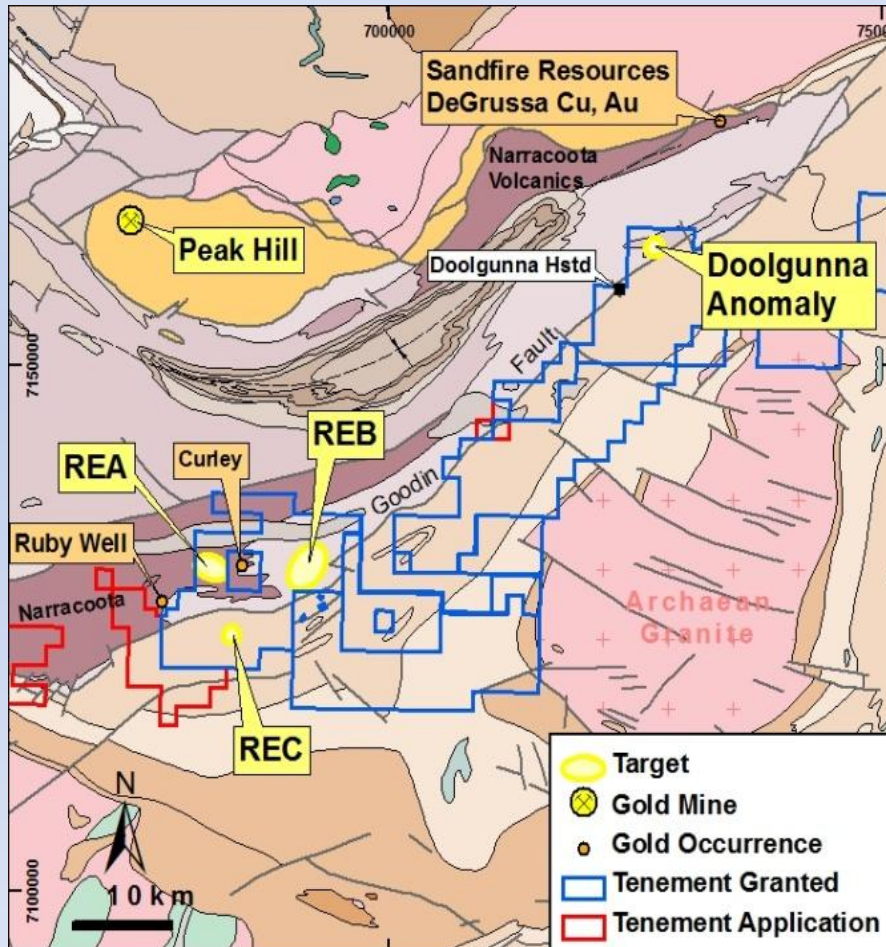 700000
7500
Sandfire Resources
DeGrussa Cu, Au
Narracoota
Volcanics
Peak Hill
Doolgunna Hstd
Doolgunna
Anomaly
7150000
Fault
REB
REA
Curley
Goodin
Ruby Well
Narracoota
Archaean
Granite
REC
Target
N
Gold Mine
Gold Occurrence
7100000
10 km
Tenement Granted
Tenement Application